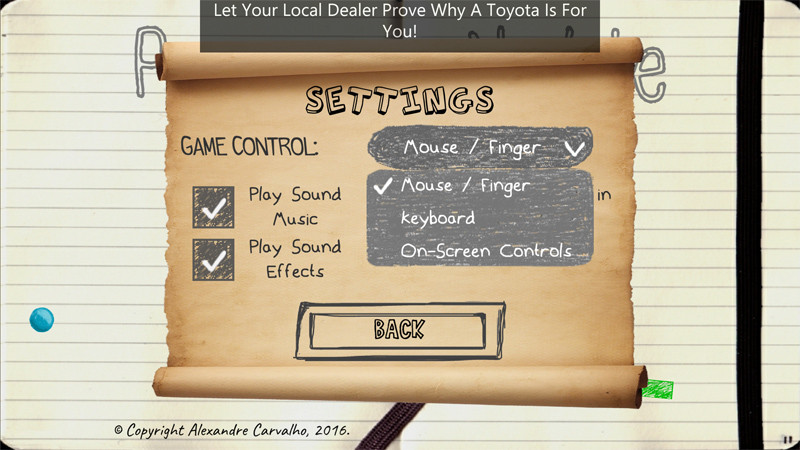 Let Your Local Dealer Prove Why A Toyota Is For
You!
SETTINGS
GAME CONTROL:
Mouse / Finger
Mouse / Finger
keyboard
On-Screen Controls
Play Sound
Music
in
Play Sound
Effects
BACK
© Copyright Alexandre Carvalho, 2016.